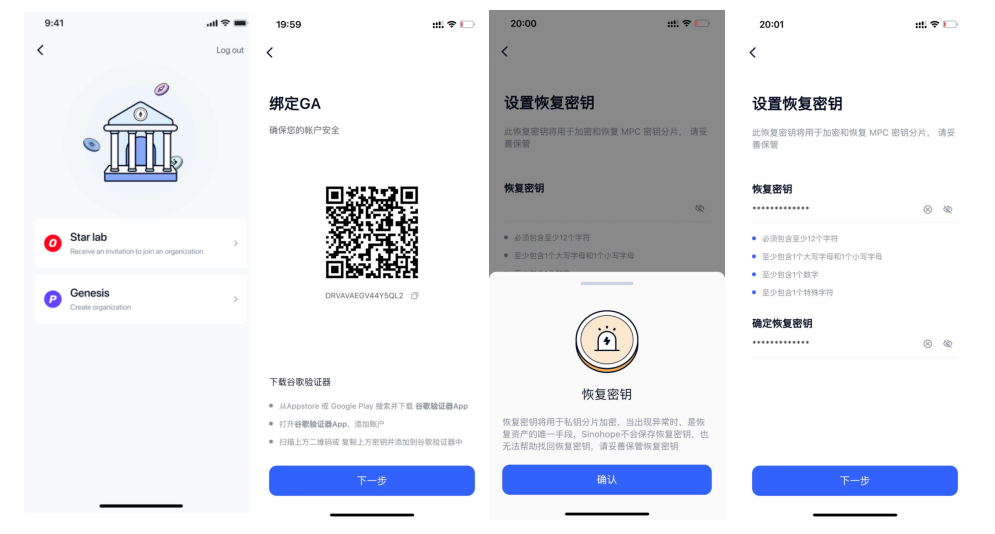 9:41
Log out
Star lab
Receive an invitation to join an organization
Genesis
Create organization
19:59
绑定GA
确保您的帐户安全
DRVAVAEGV44Y5QL2
下载谷歌验证器
从Appstore 或 Google Play 搜索并下载 谷歌验证器App
打开谷歌验证器App，添加账户
扫描上方二维码或 复制上方密钥并添加到谷歌验证器中
下一步
20:00
设置恢复密钥
此恢复密钥将用于加密和恢复 MPC 密钥分片， 请妥
善保管
恢复密钥
必须包含至少12个字符
至少包含1个大写字母和1个小写字母
至少包含1个数字
恢复密钥
恢复密钥将用于私钥分片加密，当出现异常时，是恢
复资产的唯一手段，Sinohope不会保存恢复密钥，也
无法帮助找回恢复密钥，请妥善保管恢复密钥
确认
20:01
设置恢复密钥
此恢复密钥将用于加密和恢复 MPC 密钥分片， 请妥
善保管
恢复密钥
•••••••••••••
必须包含至少12个字符
至少包含1个大写字母和1个小写字母
至少包含1个数字
至少包含1个特殊字符
确定恢复密钥
•••••••••••••
下一步